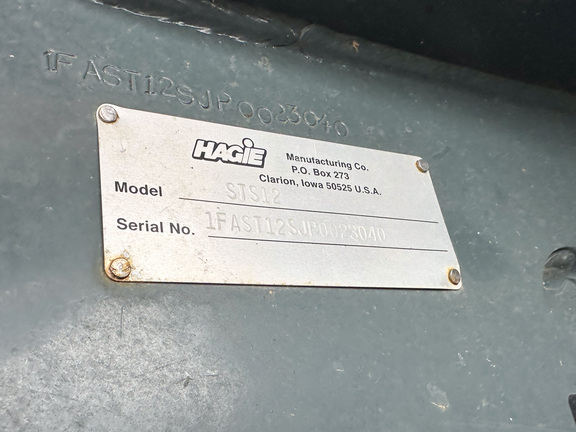 1FAST12SJP0023040
HAGIE
Manufacturing Co.
P.O. Box 273
Clarion, Iowa 50525 U.S.A.
Model STS12
Serial No. 1FAST12SJP0023040